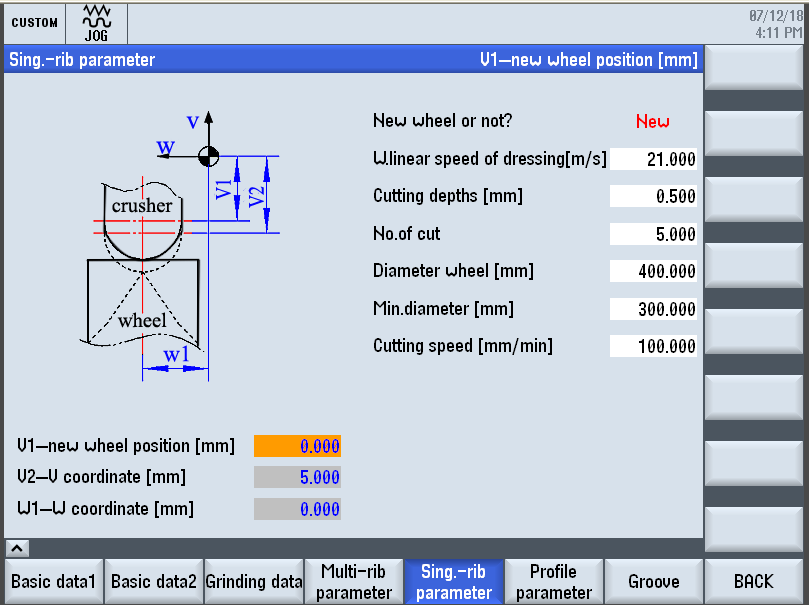 CUSTOM
JOG
07/12/18
4:11 PM
Sing.-rib parameter V1-new wheel position [mm]
V
W
V1
V2
crusher
wheel
w1
New wheel or not? New
W.linear speed of dressing[m/s] 21.000
Cutting depths [mm] 0.500
No.of cut 5.000
Diameter wheel [mm] 400.000
Min.diameter [mm] 300.000
Cutting speed [mm/min] 100.000
V1-new wheel position [mm] 0.000
V2-V coordinate [mm] 5.000
W1-W coordinate [mm] 0.000
Basic data1
Basic data2
Grinding data
Multi-rib
parameter
Sing.-rib
parameter
Profile
parameter
Groove
BACK